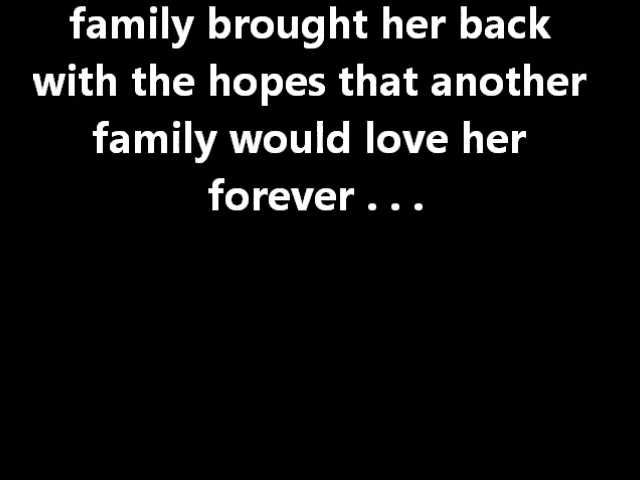 family brought her back
with the hopes that another
family would love her
forever . . .